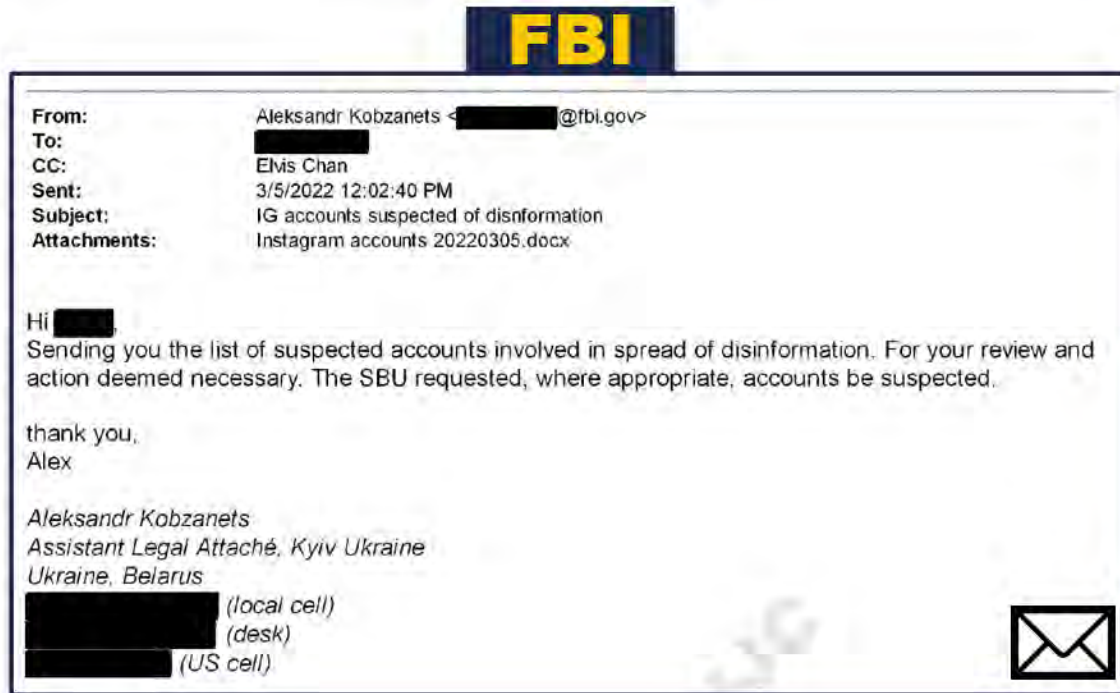 FBI
From: Aleksandr Kobzanets < @fbi.gov>
To:
CC: Elvis Chan
Sent: 3/5/2022 12:02:40 PM
Subject: IG accounts suspected of disnformation
Attachments: Instagram accounts 20220305.docx
Hi ,
Sending you the list of suspected accounts involved in spread of disinformation. For your review and
action deemed necessary. The SBU requested, where appropriate, accounts be suspected.
thank you,
Alex
Aleksandr Kobzanets
Assistant Legal Attaché, Kyiv Ukraine
Ukraine, Belarus
(local cell)
(desk)
(US cell)